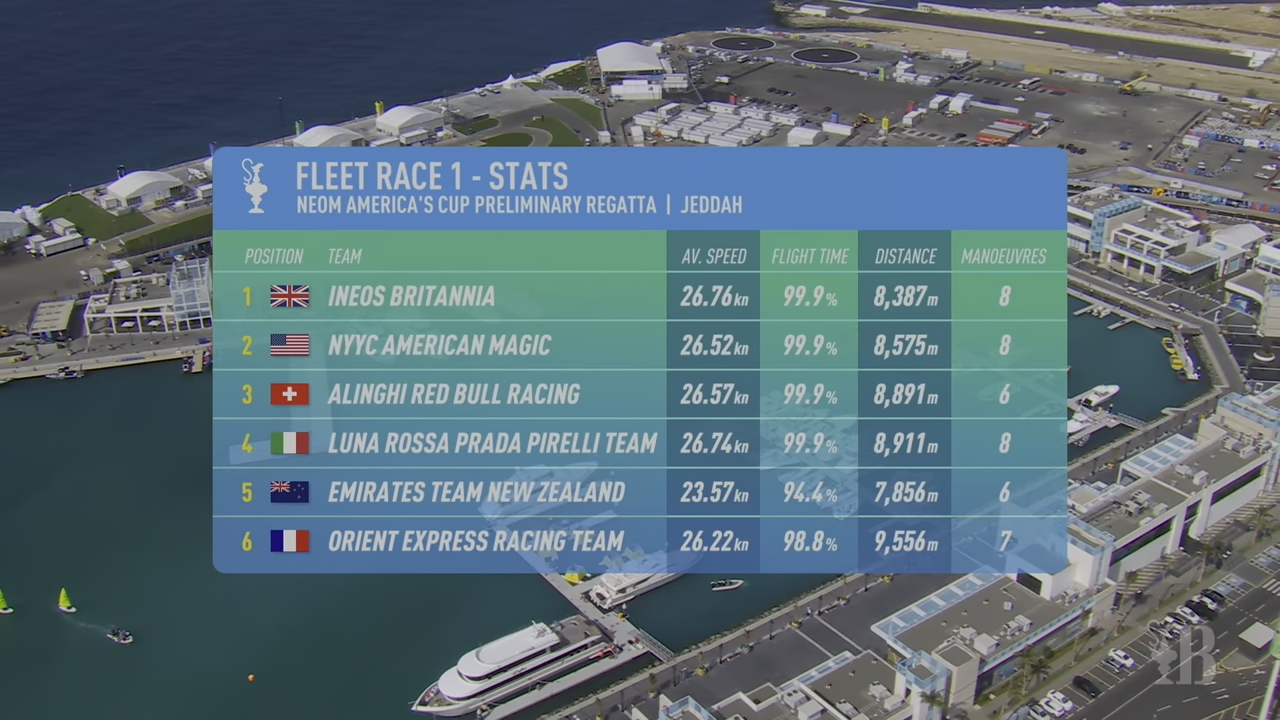 FLEET RACE 1 - STATS
NEOM AMERICA'S CUP PRELIMINARY REGATTA | JEDDAH
POSITION TEAM AV. SPEED FLIGHT TIME DISTANCE MANOEUVRES
1 INEOS BRITANNIA 26.76kn 99.9% 8,387m 8
2 NYYC AMERICAN MAGIC 26.52kn 99.9% 8,575m 8
3 ALINGHI RED BULL RACING 26.57kn 99.9% 8,891m 6
4 LUNA ROSSA PRADA PIRELLI TEAM 26.74kn 99.9% 8,911m 8
5 EMIRATES TEAM NEW ZEALAND 23.57kn 94.4% 7,856m 6
6 ORIENT EXPRESS RACING TEAM 26.22kn 98.8% 9,556m 7
B